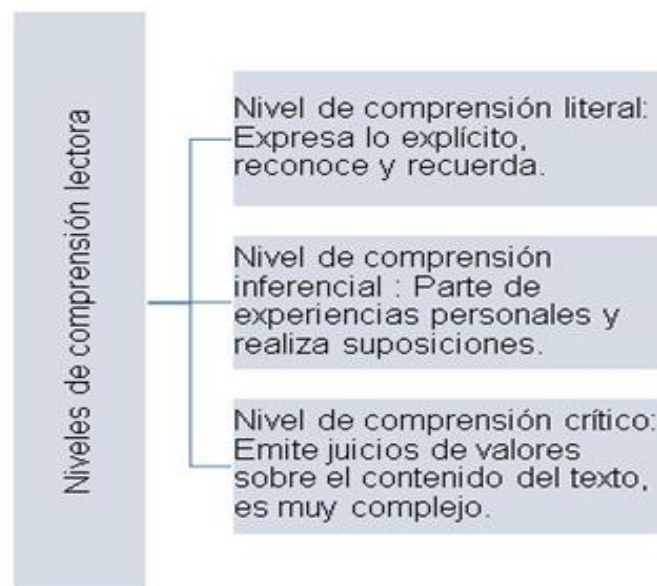 Niveles de comprensión lectora
Nivel de comprensión literal:
Expresa lo explícito,
reconoce y recuerda.
Nivel de comprensión
inferencial : Parte de
experiencias personales y
realiza suposiciones.
Nivel de comprensión crítico:
Emite juicios de valores
sobre el contenido del texto,
es muy complejo.